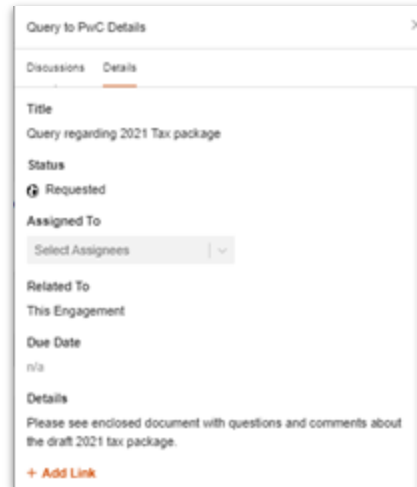 Query to PwC Details
Discussions Details
Title
Query regarding 2021 Tax package
Status
Requested
Assigned To
Select Assignees
Related To
This Engagement
Due Date
n/a
Details
Please see enclosed document with questions and comments about
the draft 2021 tax package.
+ Add Link